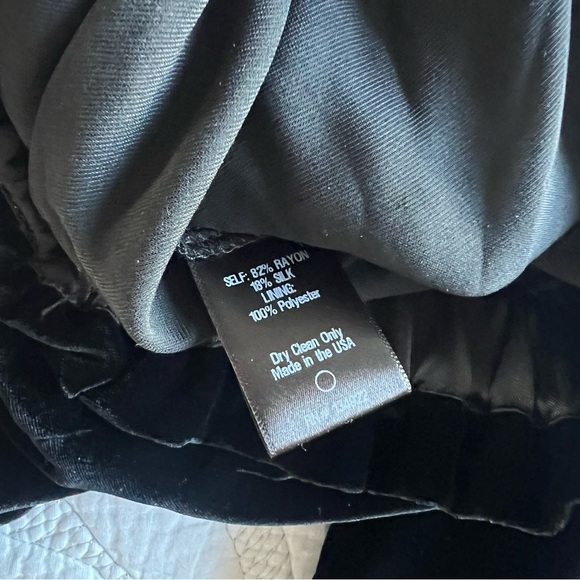 SELF: 82% RAYON
18% SILK
LINING:
100% Polyester
Dry Clean Only
Made in the USA